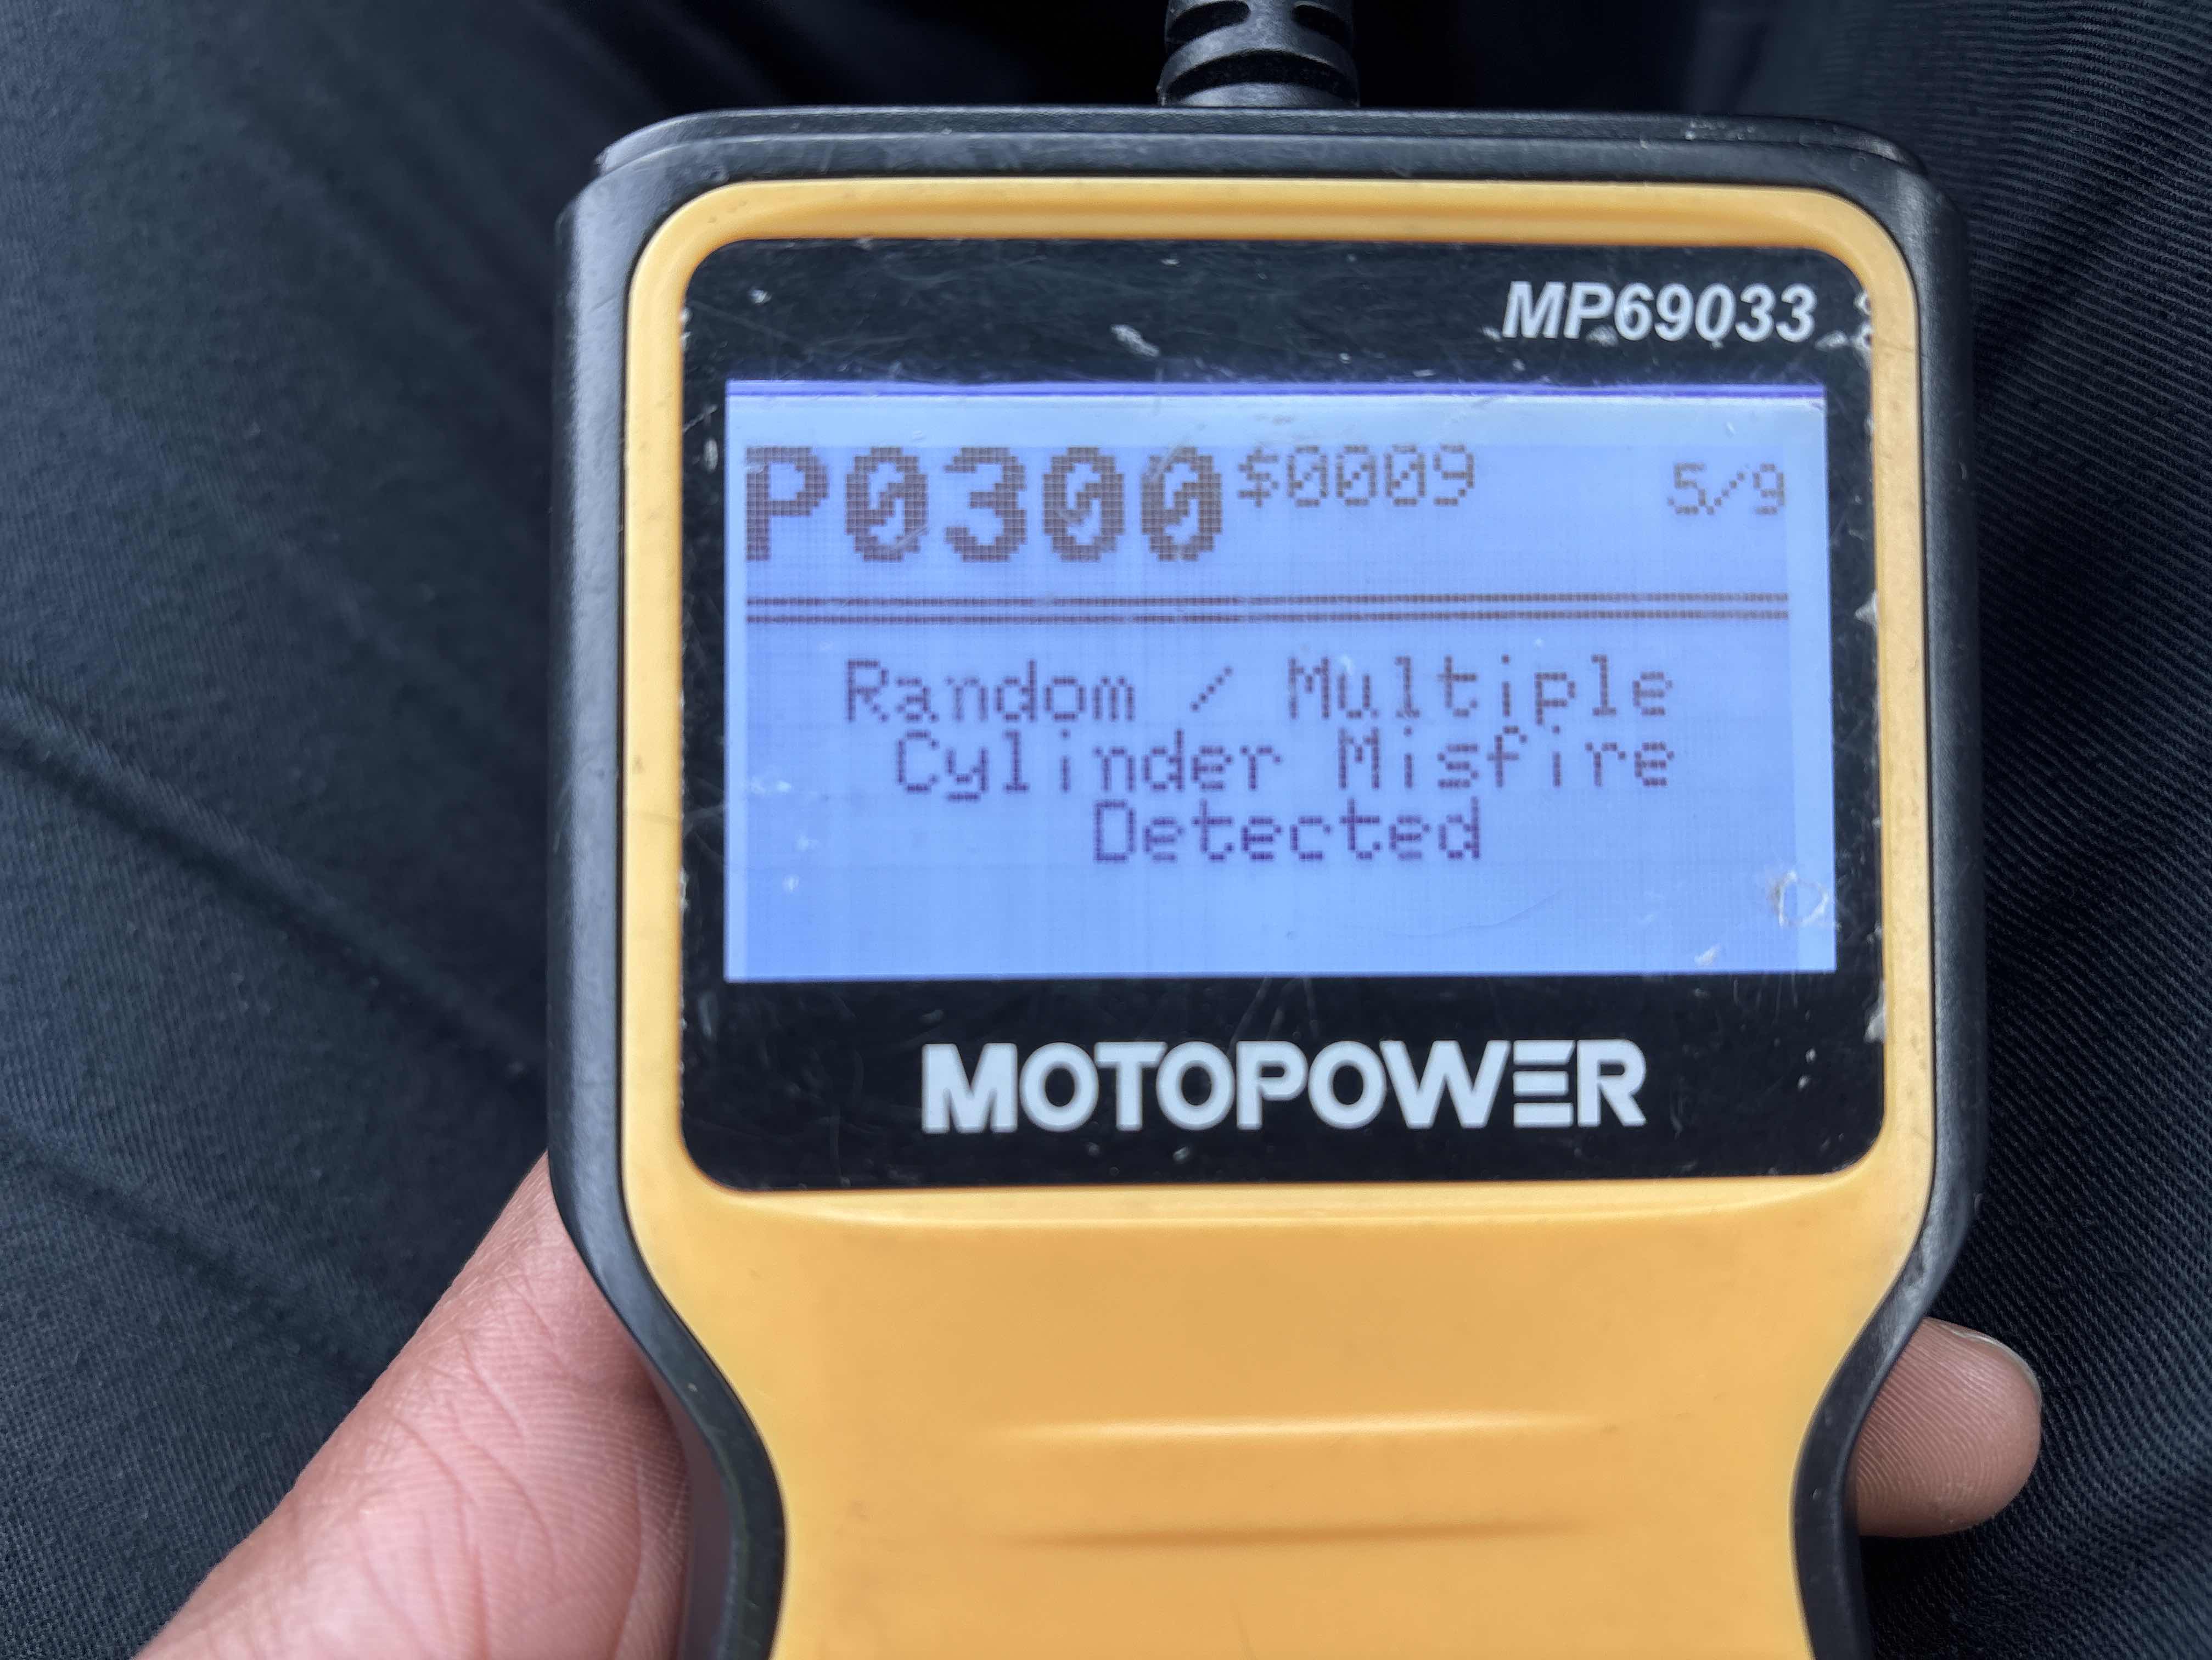 MP69033
P0300 $0009 5/9
Random / Multiple
Cylinder Misfire
Detected
MOTOPOWER